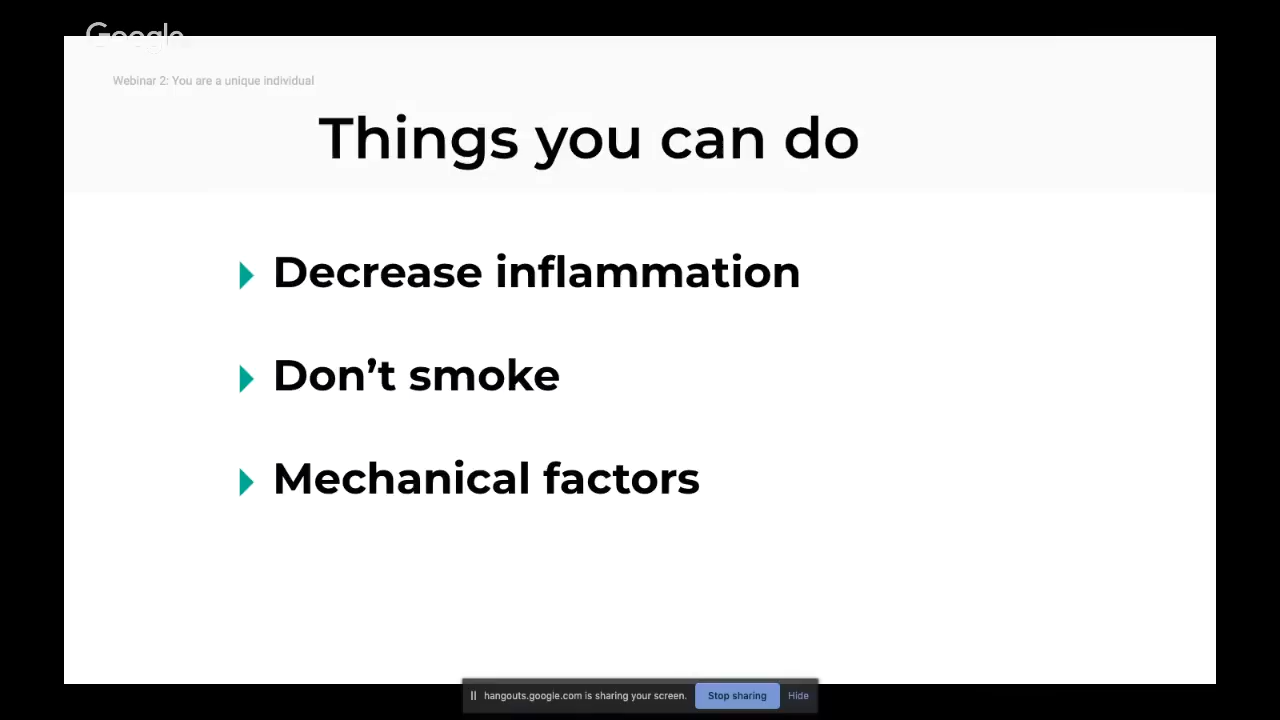 Google
Webinar 2: You are a unique individual
Things you can do
Decrease inflammation
Don’t smoke
Mechanical factors
hangouts.google.com is sharing your screen. Stop sharing Hide